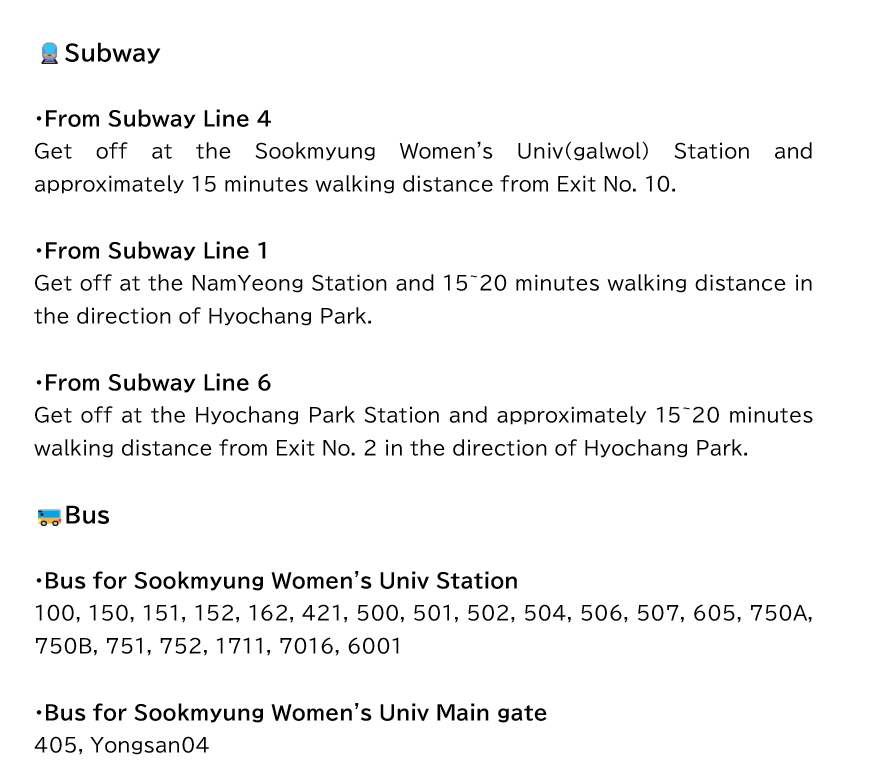 Subway
·From Subway Line 4
Get off at the Sookmyung Women's Univ(galwol) Station and
approximately 15 minutes walking distance from Exit No. 10.
·From Subway Line 1
Get off at the NamYeong Station and 15~20 minutes walking distance in
the direction of Hyochang Park.
·From Subway Line 6
Get off at the Hyochang Park Station and approximately 15~20 minutes
walking distance from Exit No. 2 in the direction of Hyochang Park.
Bus
·Bus for Sookmyung Women's Univ Station
100, 150, 151, 152, 162, 421, 500, 501, 502, 504, 506, 507, 605, 750A,
750B, 751, 752, 1711, 7016, 6001
·Bus for Sookmyung Women's Univ Main gate
405, Yongsan04